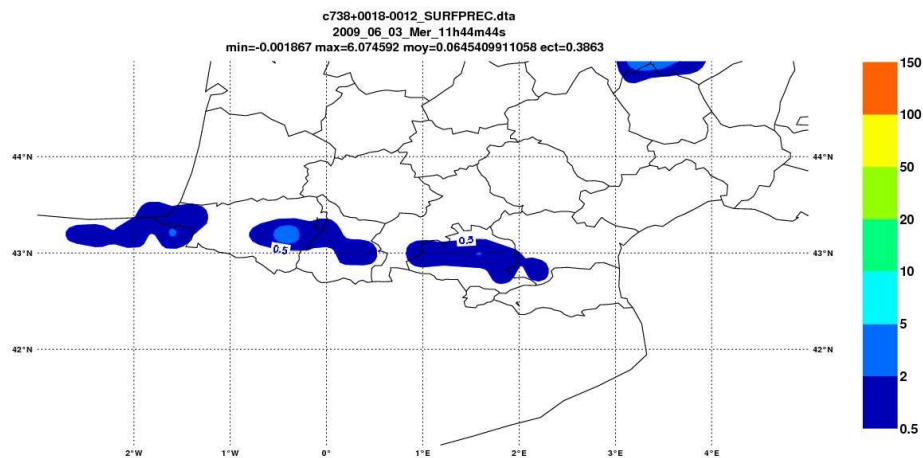 c738+0018-0012_SURFPREC.dta
2009_06_03_Mer_11h44m44s
min=-0.001867 max=6.074592 moy=0.0645409911058 ect=0.3863
150
100
50
20
10
5
2
0.5
44°N
44°N
43°N
43°N
42°N
42°N
0.5
0.5
2°W
1°W
0°
1°E
2°E
3°E
4°E